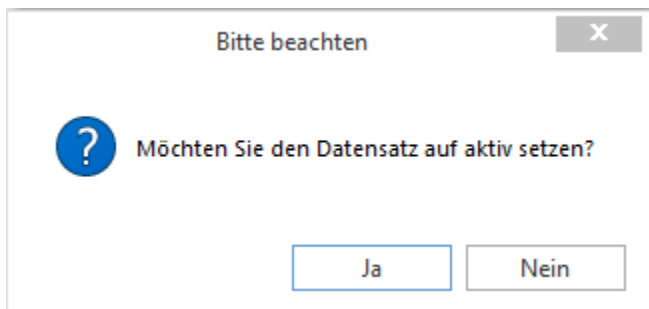 Bitte beachten
x
?
Möchten Sie den Datensatz auf aktiv setzen?
Ja
Nein